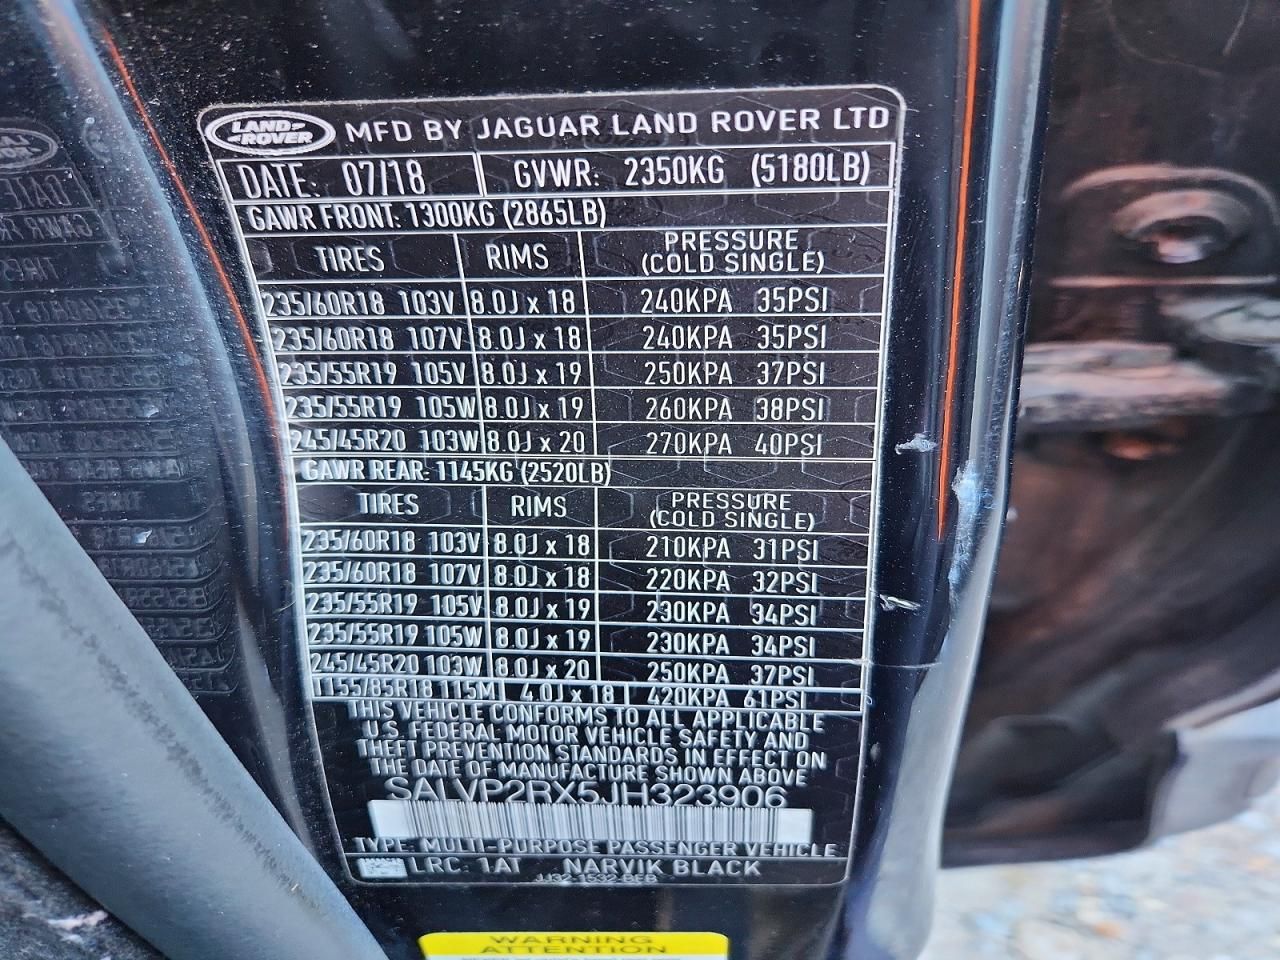 LAND ROVER MFD BY JAGUAR LAND ROVER LTD
DATE: 07/18 GVWR: 2350KG (5180LB)
GAWR FRONT: 1300KG (2865LB)
TIRES RIMS PRESSURE (COLD SINGLE)
235/60R18 103V 8.0J x 18 240KPA 35PSI
235/60R18 107V 8.0J x 18 240KPA 35PSI
235/55R19 105V 8.0J x 19 250KPA 37PSI
235/55R19 105W 8.0J x 19 260KPA 38PSI
245/45R20 103W 8.0J x 20 270KPA 40PSI
GAWR REAR: 1145KG (2520LB)
TIRES RIMS PRESSURE (COLD SINGLE)
235/60R18 103V 8.0J x 18 210KPA 31PSI
235/60R18 107V 8.0J x 18 220KPA 32PSI
235/55R19 105V 8.0J x 19 230KPA 34PSI
235/55R19 105W 8.0J x 19 230KPA 34PSI
245/45R20 103W 8.0J x 20 250KPA 37PSI
T155/85R18 115M 4.0J x 18 420KPA 61PSI
THIS VEHICLE CONFORMS TO ALL APPLICABLE
U.S. FEDERAL MOTOR VEHICLE SAFETY AND
THEFT PREVENTION STANDARDS IN EFFECT ON
THE DATE OF MANUFACTURE SHOWN ABOVE
SALVP2RX5JH323906
TYPE: MULTI-PURPOSE PASSENGER VEHICLE
LRC: 1AT NARVIK BLACK
JJ32-1532-BEB
WARNING
ATTENTION